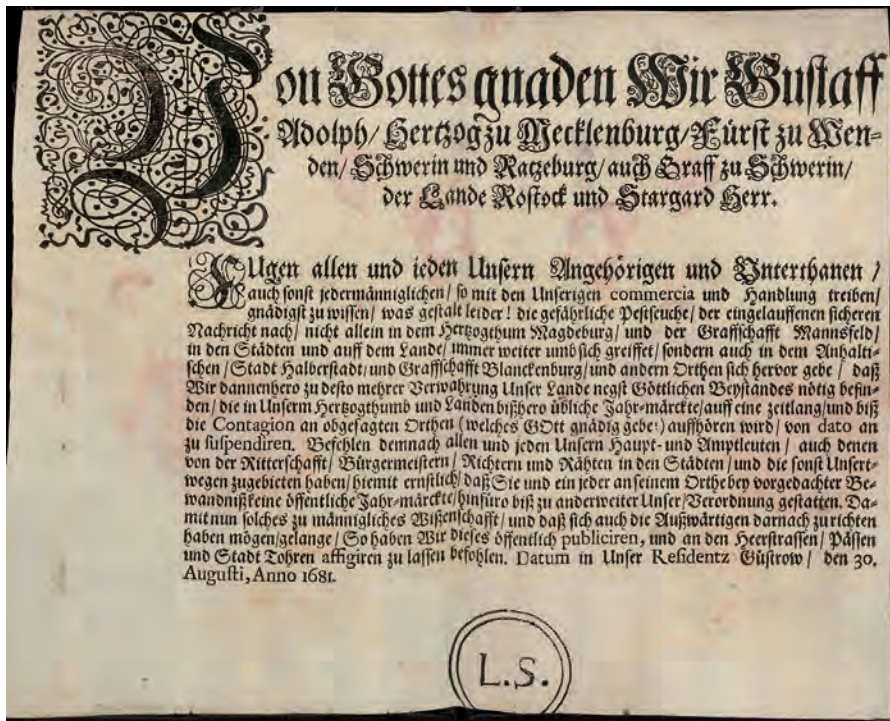 Von Gottes gnaden Wir Gustaff
Adolph/ Hertzog zu Mecklenburg/ Fürst zu Wen-
den/ Schwerin und Ratzeburg/ auch Graff zu Schwerin/
der Lande Rostock und Stargard Herr.
FUgen allen und ieden Unsern Angehörigen und Unterthanen /
auch sonst jedermänniglichen/ so mit den Unserigen commercia und Handlung treiben/
gnädigst zu wissen/ was gestalt leider! die gefährliche Pestseuche/ der eingelauffenen sicheren
Nachricht nach/ nicht allein in dem Hertzogthum Magdeburg/ und der Graffschafft Mannsfeld/
in den Städten und auff dem Lande/ immer weiter umbsich greiffet/ sondern auch in dem Anhalti-
schen / Stadt Halberstadt/ und Graffschafft Blanckenburg/ und andern Orthen sich hervor gebe / daß
Wir dannenhero zu desto mehrer Verwahrung Unser Lande negst Göttlichen Beystandes nötig befin-
den/ die in Unserm Hertzogthumb und Landen bißhero übliche Jahr-märckte/ auff eine zeitlang/ und biß
die Contagion an obgesagten Orthen (welches GOtt gnädig gebe!) auffhören wird/ von dato an
zu suspendiren. Befehlen demnach allen und jeden Unsern Haupt- und Amptleuten / auch denen
von der Ritterschafft/ Bürgermeistern/ Richtern und Rähten in den Städten/ und die sonst Unsert-
wegen zugebieten haben/ hiemit ernstlich/ daß Sie und ein jeder an seinem Orthe bey vorgedachter Be-
wandniß keine öffentliche Jahr-märckte/ hinfüro biß zu anderweiter Unser/ Verordnung gestatten. Da-
mit nun solches zu männigliches Wißenschafft/ und daß sich auch die Außwärtigen darnach zu richten
haben mögen/ gelange/ So haben Wir dieses öffentlich publiciren, und an den Heerstrassen/ Pässen
und Stadt Tohren affigiren zu lassen befohlen. Datum in Unser Residentz Güstrow / den 30.
Augusti, Anno 1681.
L.S.